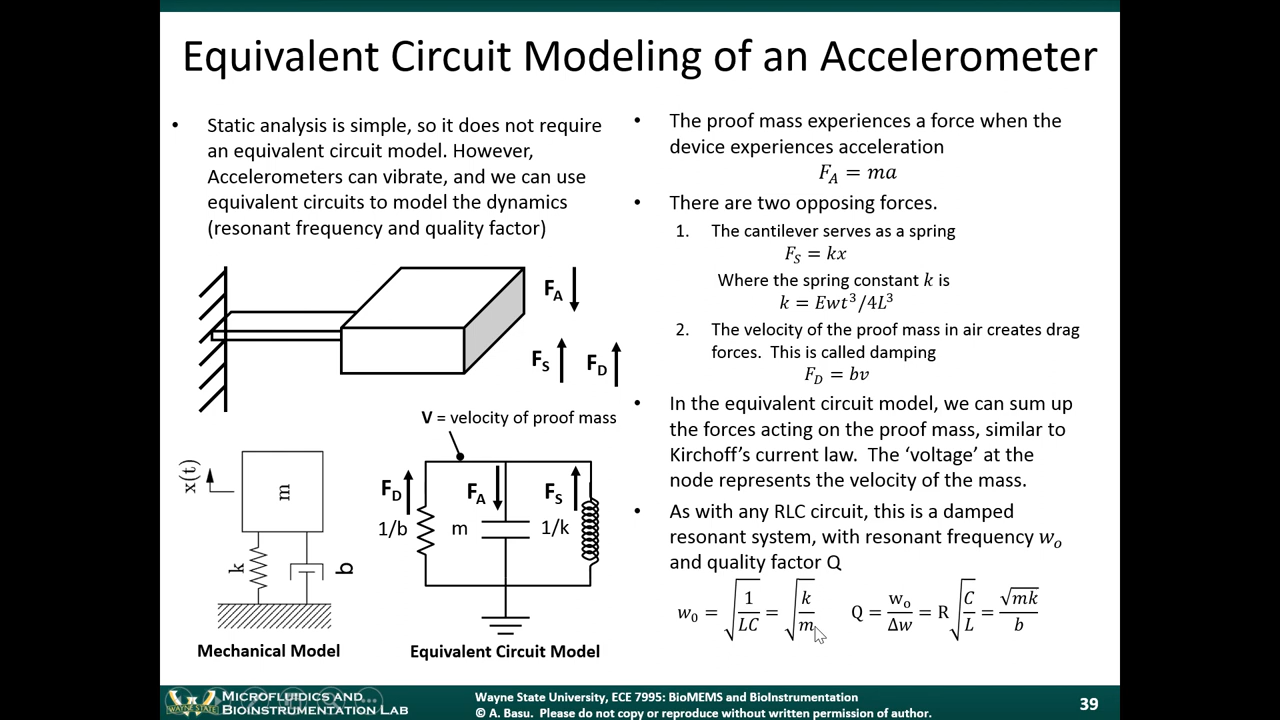 Equivalent Circuit Modeling of an Accelerometer
• Static analysis is simple, so it does not require
an equivalent circuit model. However,
Accelerometers can vibrate, and we can use
equivalent circuits to model the dynamics
(resonant frequency and quality factor)
F_A
F_S
F_D
V = velocity of proof mass
x(t)
m
k
b
Mechanical Model
F_D
F_A
F_S
1/b
m
1/k
Equivalent Circuit Model
• The proof mass experiences a force when the
device experiences acceleration
F_A = ma
• There are two opposing forces.
1. The cantilever serves as a spring
F_S = kx
Where the spring constant k is
k = Ewt³/4L³
2. The velocity of the proof mass in air creates drag
forces. This is called damping
F_D = bv
• In the equivalent circuit model, we can sum up
the forces acting on the proof mass, similar to
Kirchoff's current law. The 'voltage' at the
node represents the velocity of the mass.
• As with any RLC circuit, this is a damped
resonant system, with resonant frequency w_o
and quality factor Q
w_0 = √(1/LC) = √(k/m) Q = w_o/Δw = R√(C/L) = √mk/b
WAYNE STATE
MICROFLUIDICS AND
BIOINSTRUMENTATION LAB
Wayne State University, ECE 7995: BioMEMS and BioInstrumentation
© A. Basu. Please do not copy or reproduce without written permission of author.
39